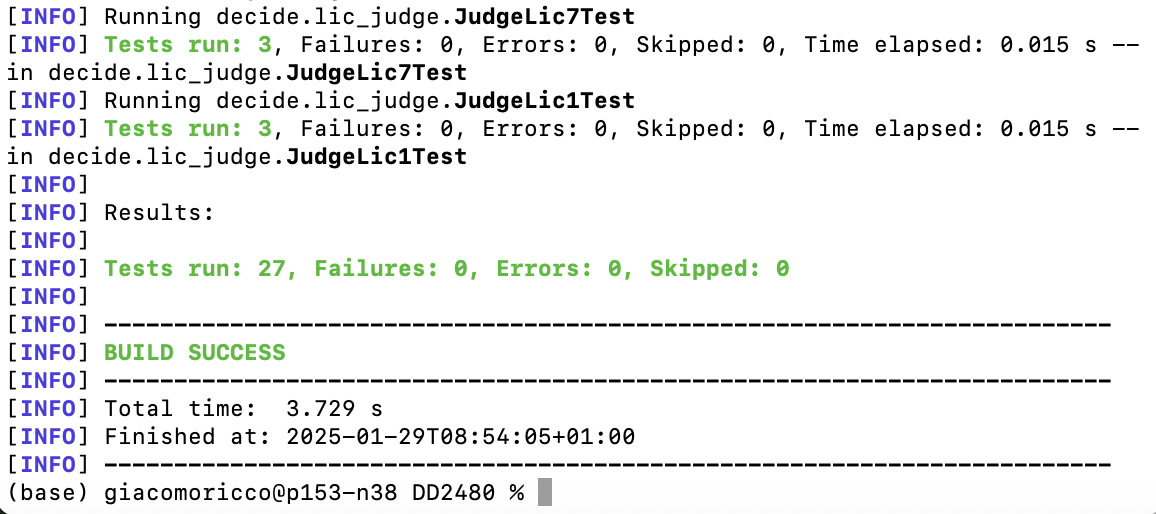 [INFO] Running decide.lic_judge.JudgeLic7Test
[INFO] Tests run: 3, Failures: 0, Errors: 0, Skipped: 0, Time elapsed: 0.015 s --
in decide.lic_judge.JudgeLic7Test
[INFO] Running decide.lic_judge.JudgeLic1Test
[INFO] Tests run: 3, Failures: 0, Errors: 0, Skipped: 0, Time elapsed: 0.015 s --
in decide.lic_judge.JudgeLic1Test
[INFO]
[INFO] Results:
[INFO]
[INFO] Tests run: 27, Failures: 0, Errors: 0, Skipped: 0
[INFO]
[INFO] ------------------------------------------------------------------------
[INFO] BUILD SUCCESS
[INFO] ------------------------------------------------------------------------
[INFO] Total time:  3.729 s
[INFO] Finished at: 2025-01-29T08:54:05+01:00
[INFO] ------------------------------------------------------------------------
(base) giacomoricco@p153-n38 DD2480 %